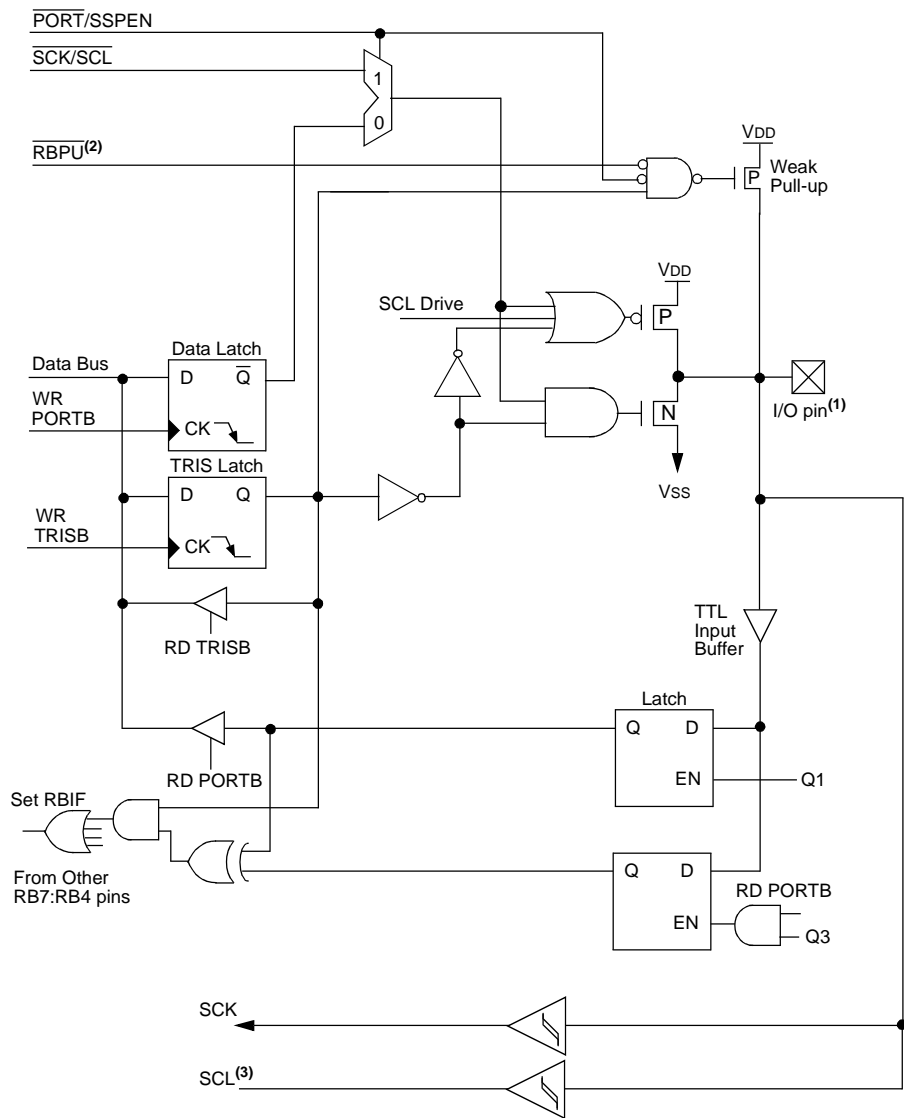 PORT/SSPEN
SCK/SCL
1
0
RBPU(2)
VDD
P
Weak
Pull-up
VDD
SCL Drive
P
Data Latch
Data Bus
D
Q
WR
PORTB
CK
N
I/O pin(1)
VSS
TRIS Latch
D
Q
WR
TRISB
CK
RD TRISB
TTL
Input
Buffer
Latch
Q
D
RD PORTB
EN
Q1
Set RBIF
From Other
RB7:RB4 pins
Q
D
RD PORTB
EN
Q3
SCK
SCL(3)